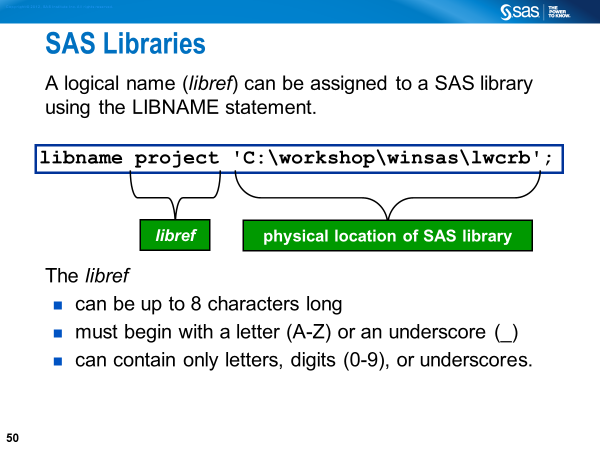 sas THE POWER TO KNOW.
SAS Libraries
A logical name (libref) can be assigned to a SAS library
using the LIBNAME statement.
libname project 'C:\workshop\winsas\lwcrb';
libref
physical location of SAS library
The libref
can be up to 8 characters long
must begin with a letter (A-Z) or an underscore (_)
can contain only letters, digits (0-9), or underscores.
50